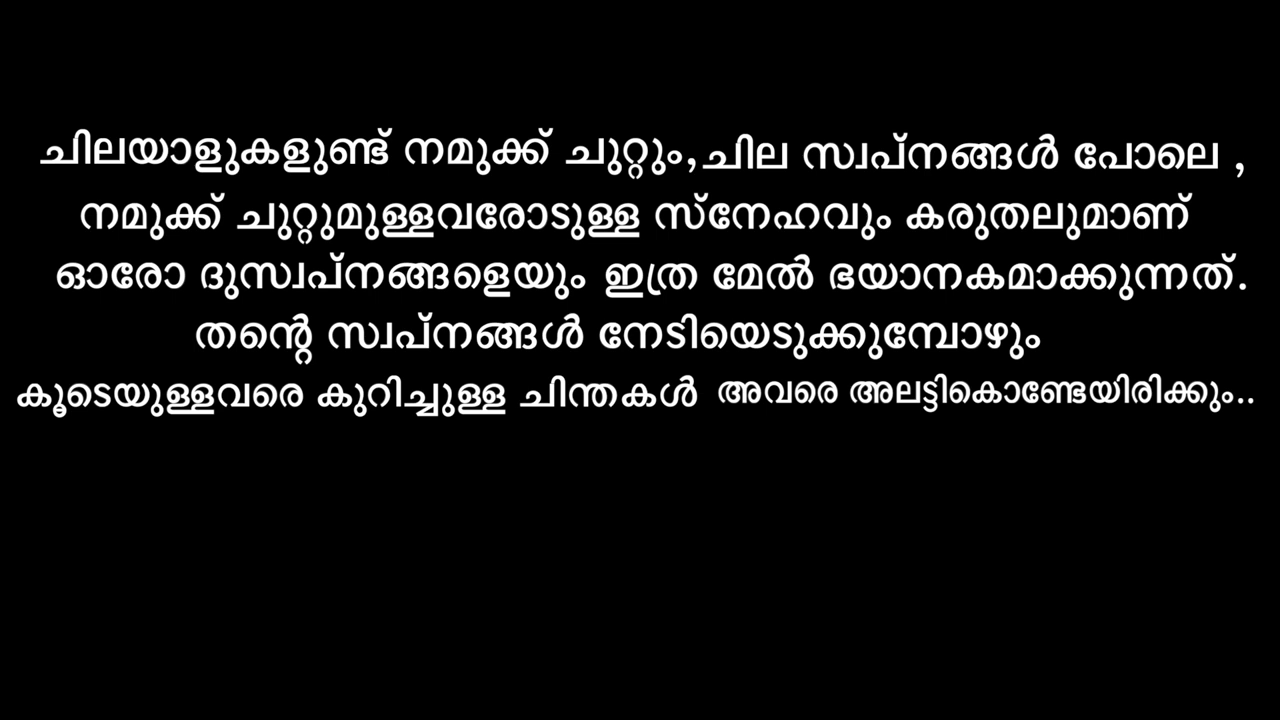 ചിലയാളുകളുണ്ട് നമുക്ക് ചുറ്റും,ചില സ്വപ്നങ്ങൾ പോലെ ,
നമുക്ക് ചുറ്റുമുള്ളവരോടുള്ള സ്നേഹവും കരുതലുമാണ്
ഓരോ ദുസ്വപ്നങ്ങളെയും ഇത്ര മേൽ ഭയാനകമാക്കുന്നത്.
തന്റെ സ്വപ്നങ്ങൾ നേടിയെടുക്കുമ്പോഴും
കൂടെയുള്ളവരെ കുറിച്ചുള്ള ചിന്തകൾ അവരെ അലട്ടികൊണ്ടേയിരിക്കും..